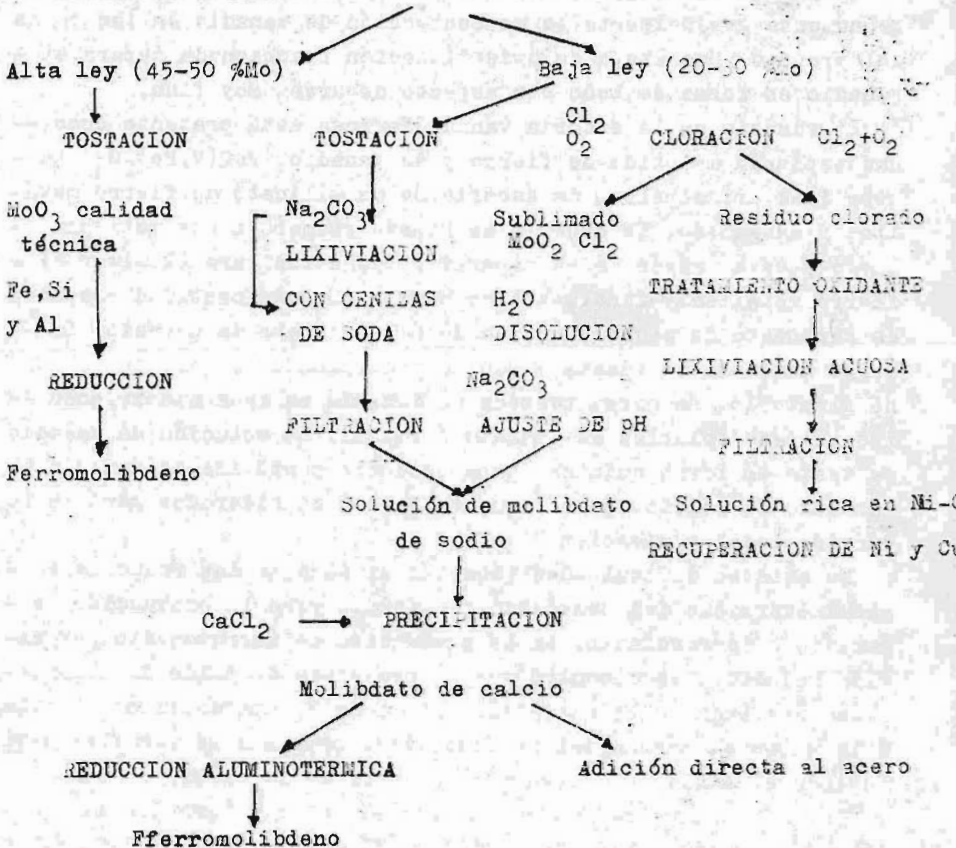 Alta ley (45-50 %Mo) Baja ley (20-30 %Mo)
TOSTACION TOSTACION Cl2 O2 CLORACION Cl2+O2
MoO3 calidad técnica
Na2CO3
Sublimado MoO2 Cl2
Residuo clorado
LIXIVIACION
CON CENIZAS
DE SODA
Fe,Si
y Al
H2O
DISOLUCION
TRATAMIENTO OXIDANTE
Na2CO3
AJUSTE DE pH
LIXIVIACION ACUOSA
REDUCCION
FILTRACION
FILTRACION
Ferromolibdeno
Solución de molibdato
de sodio
Solución rica en Ni-C
RECUPERACION DE Ni y Cu
CaCl2 PRECIPITACION
Molibdato de calcio
REDUCCION ALUMINOTERMICA Adición directa al acero
Fferromolibdeno